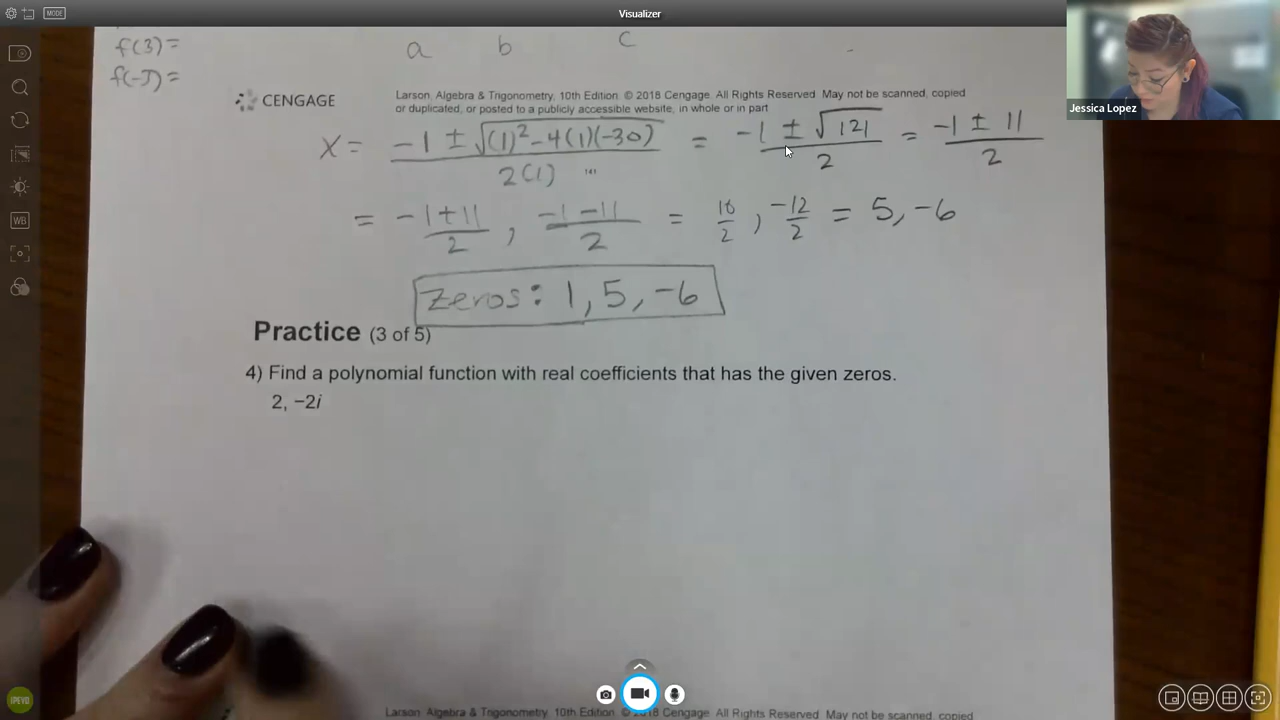 MODE
Visualizer
f(3)=
f(-5)=
a b c
CENGAGE
Larson, Algebra & Trigonometry, 10th Edition. © 2018 Cengage. All Rights Reserved. May not be scanned, copied
or duplicated, or posted to a publicly accessible website, in whole or in part
Jessica Lopez
x = -1 ± √(1)² - 4(1)(-30) / 2(1) = -1 ± √121 / 2 = -1 ± 11 / 2
= -1+11 / 2 , -1-11 / 2 = 10/2 , -12/2 = 5, -6
Zeros: 1, 5, -6
Practice (3 of 5)
4) Find a polynomial function with real coefficients that has the given zeros.
2, −2i
WB
IPEVO
Larson, Algebra & Trigonometry, 10th Edition. © 2018 Cengage. All Rights Reserved. May not be scanned, copied